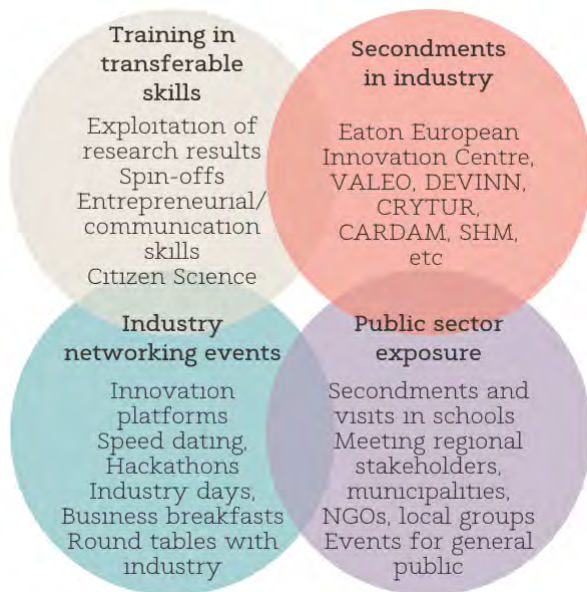 Training in
transferable
skills
Exploitation of
research results
Spin-offs
Entrepreneurial/
communication
skills
Citizen Science
Secondments
in industry
Eaton European
Innovation Centre,
VALEO, DEVINN,
CRYTUR,
CARDAM, SHM,
etc
Industry
networking events
Innovation
platforms
Speed dating,
Hackathons
Industry days,
Business breakfasts
Round tables with
industry
Public sector
exposure
Secondments and
visits in schools
Meeting regional
stakeholders,
municipalities,
NGOs, local groups
Events for general
public